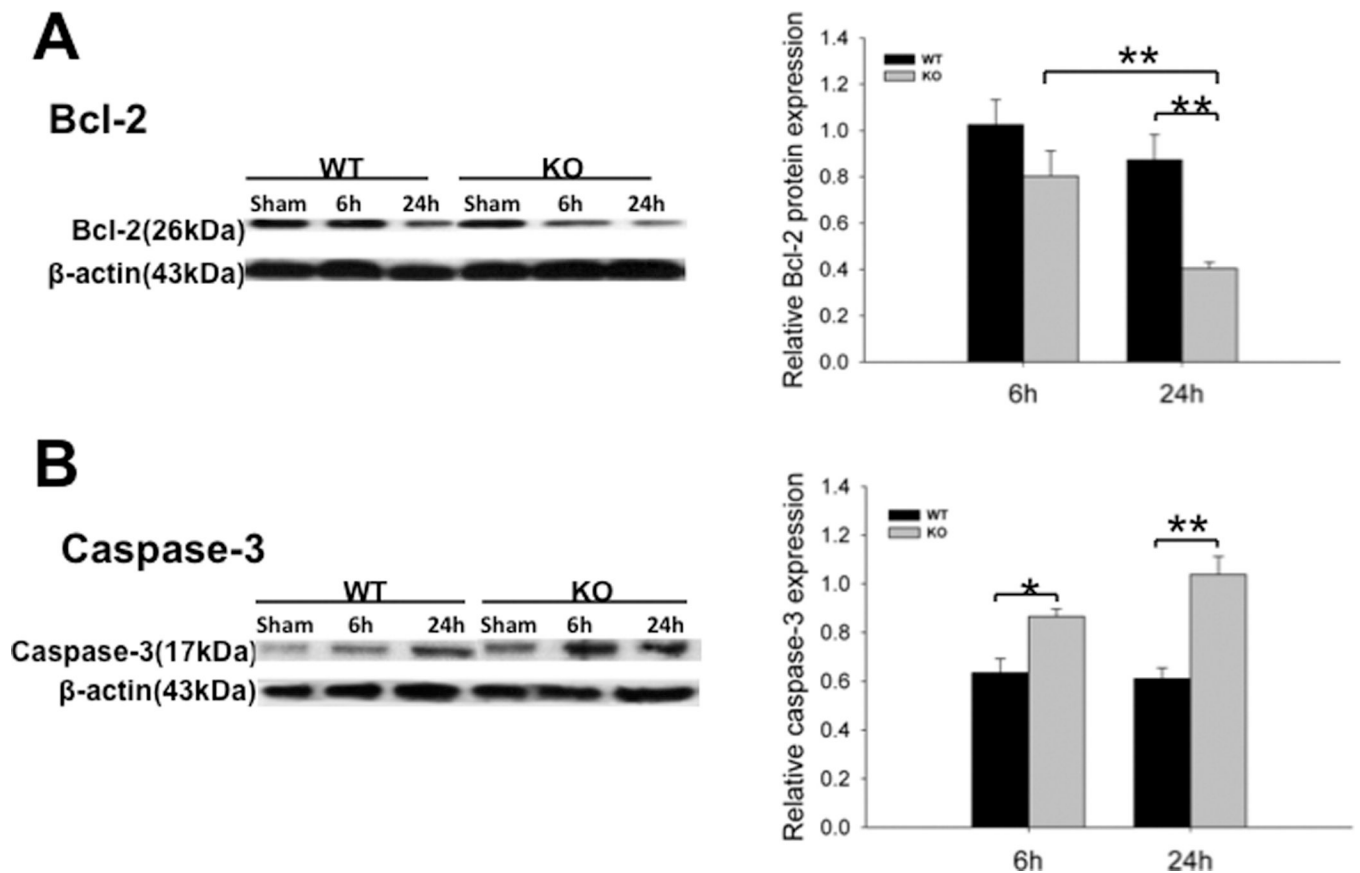 A
Bcl-2
WT KO
Sham 6h 24h Sham 6h 24h
Bcl-2(26kDa)
β-actin(43kDa)
Relative Bcl-2 protein expression
1.4
1.2
1.0
0.8
0.6
0.4
0.2
0.0
WT
KO
**
**
6h 24h
B
Caspase-3
WT KO
Sham 6h 24h Sham 6h 24h
Caspase-3(17kDa)
β-actin(43kDa)
Relative caspase-3 expression
1.4
1.2
1.0
0.8
0.6
0.4
0.2
0.0
WT
KO
*
**
6h 24h